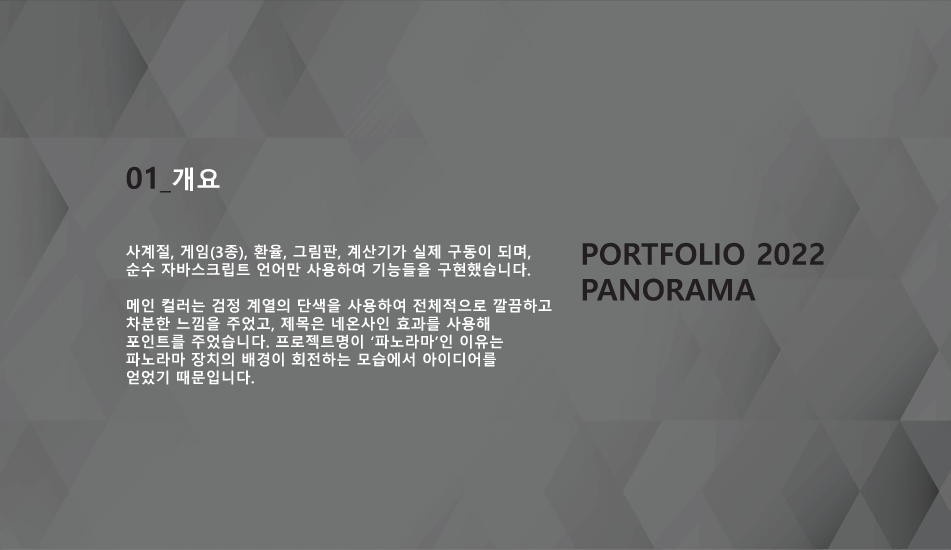 01_개요
사계절, 게임(3종), 환율, 그림판, 계산기가 실제 구동이 되며,
순수 자바스크립트 언어만 사용하여 기능들을 구현했습니다.
메인 컬러는 검정 계열의 단색을 사용하여 전체적으로 깔끔하고
차분한 느낌을 주었고, 제목은 네온사인 효과를 사용해
포인트를 주었습니다. 프로젝트명이 ‘파노라마’인 이유는
파노라마 장치의 배경이 회전하는 모습에서 아이디어를
얻었기 때문입니다.
PORTFOLIO 2022
PANORAMA